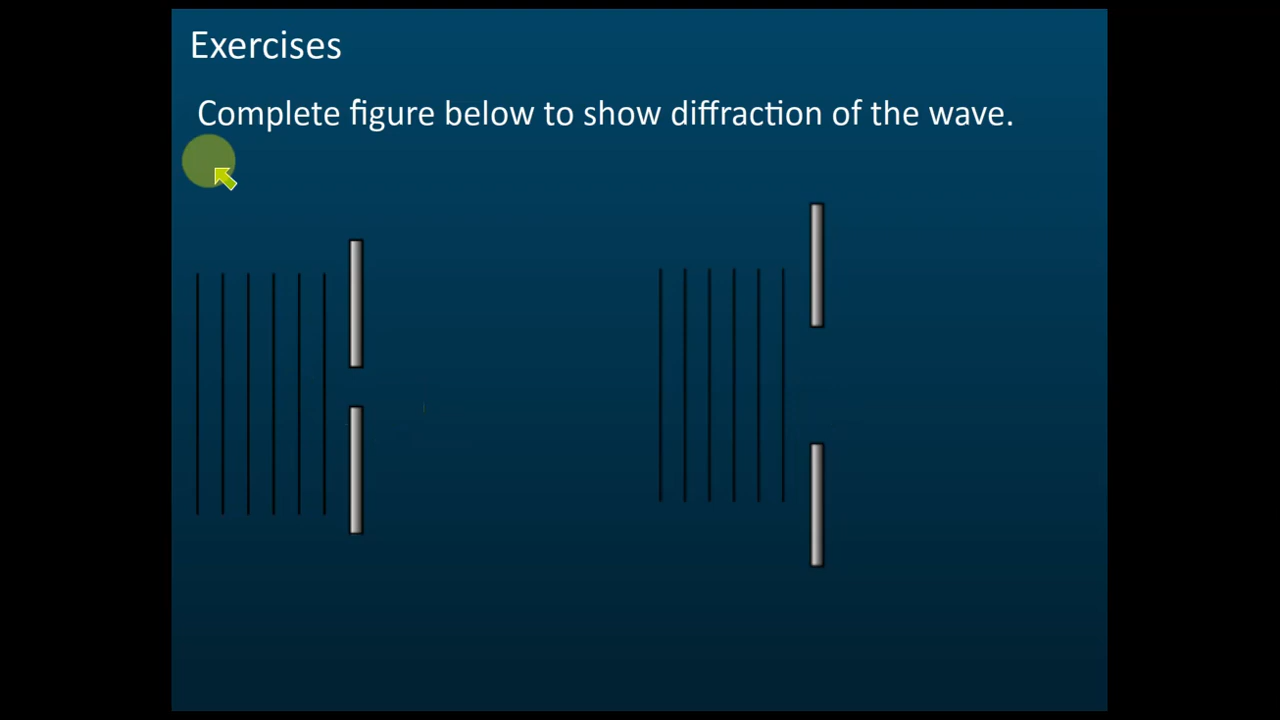 Exercises
Complete figure below to show diffraction of the wave.